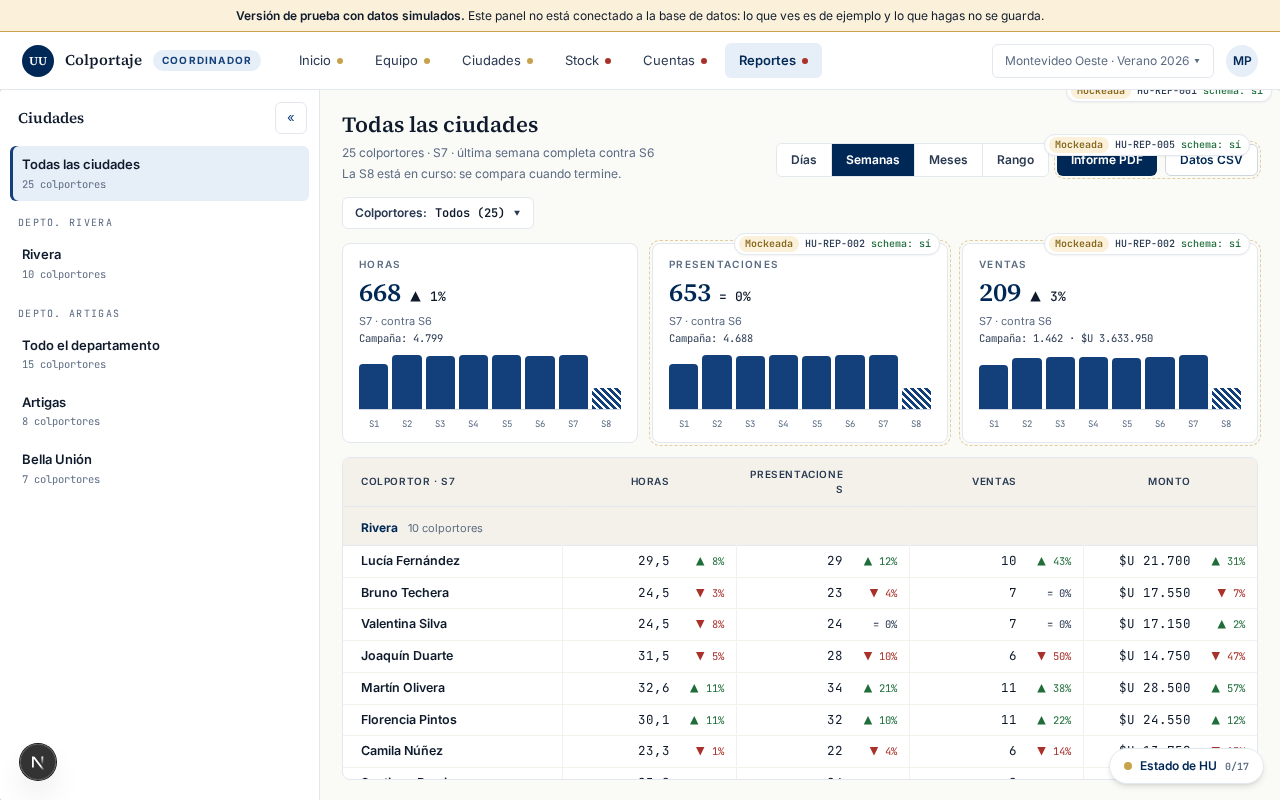 Versión de prueba con datos simulados. Este panel no está conectado a la base de datos: lo que ves es de ejemplo y lo que hagas no se guarda.
UU Colportaje COORDINADOR Inicio Equipo Ciudades Stock Cuentas Reportes Montevideo Oeste · Verano 2026 ▾ MP
Ciudades «
Todas las ciudades
25 colportores
DEPTO. RIVERA
Rivera
10 colportores
DEPTO. ARTIGAS
Todo el departamento
15 colportores
Artigas
8 colportores
Bella Unión
7 colportores
Mockeada HU-REP-001 schema: sí
Todas las ciudades
25 colportores · S7 · última semana completa contra S6
La S8 está en curso: se compara cuando termine.
Días Semanas Meses Rango
Mockeada HU-REP-005 schema: sí
Informe PDF Datos CSV
Colportores: Todos (25) ▾
HORAS
668 ▲ 1%
S7 · contra S6
Campaña: 4.799
S1 S2 S3 S4 S5 S6 S7 S8
Mockeada HU-REP-002 schema: sí
PRESENTACIONES
653 = 0%
S7 · contra S6
Campaña: 4.688
S1 S2 S3 S4 S5 S6 S7 S8
Mockeada HU-REP-002 schema: sí
VENTAS
209 ▲ 3%
S7 · contra S6
Campaña: 1.462 · $U 3.633.950
S1 S2 S3 S4 S5 S6 S7 S8
COLPORTOR · S7 HORAS PRESENTACIONE
S VENTAS MONTO
Rivera 10 colportores
Lucía Fernández 29,5 ▲ 8% 29 ▲ 12% 10 ▲ 43% $U 21.700 ▲ 31%
Bruno Techera 24,5 ▼ 3% 23 ▼ 4% 7 = 0% $U 17.550 ▼ 7%
Valentina Silva 24,5 ▼ 8% 24 = 0% 7 = 0% $U 17.150 ▲ 2%
Joaquín Duarte 31,5 ▼ 5% 28 ▼ 10% 6 ▼ 50% $U 14.750 ▼ 47%
Martín Olivera 32,6 ▲ 11% 34 ▲ 21% 11 ▲ 38% $U 28.500 ▲ 57%
Florencia Pintos 30,1 ▲ 11% 32 ▲ 10% 11 ▲ 22% $U 24.550 ▲ 12%
Camila Núñez 23,3 ▼ 1% 22 ▼ 4% 6 ▼ 14%
Estado de HU 0/17
N